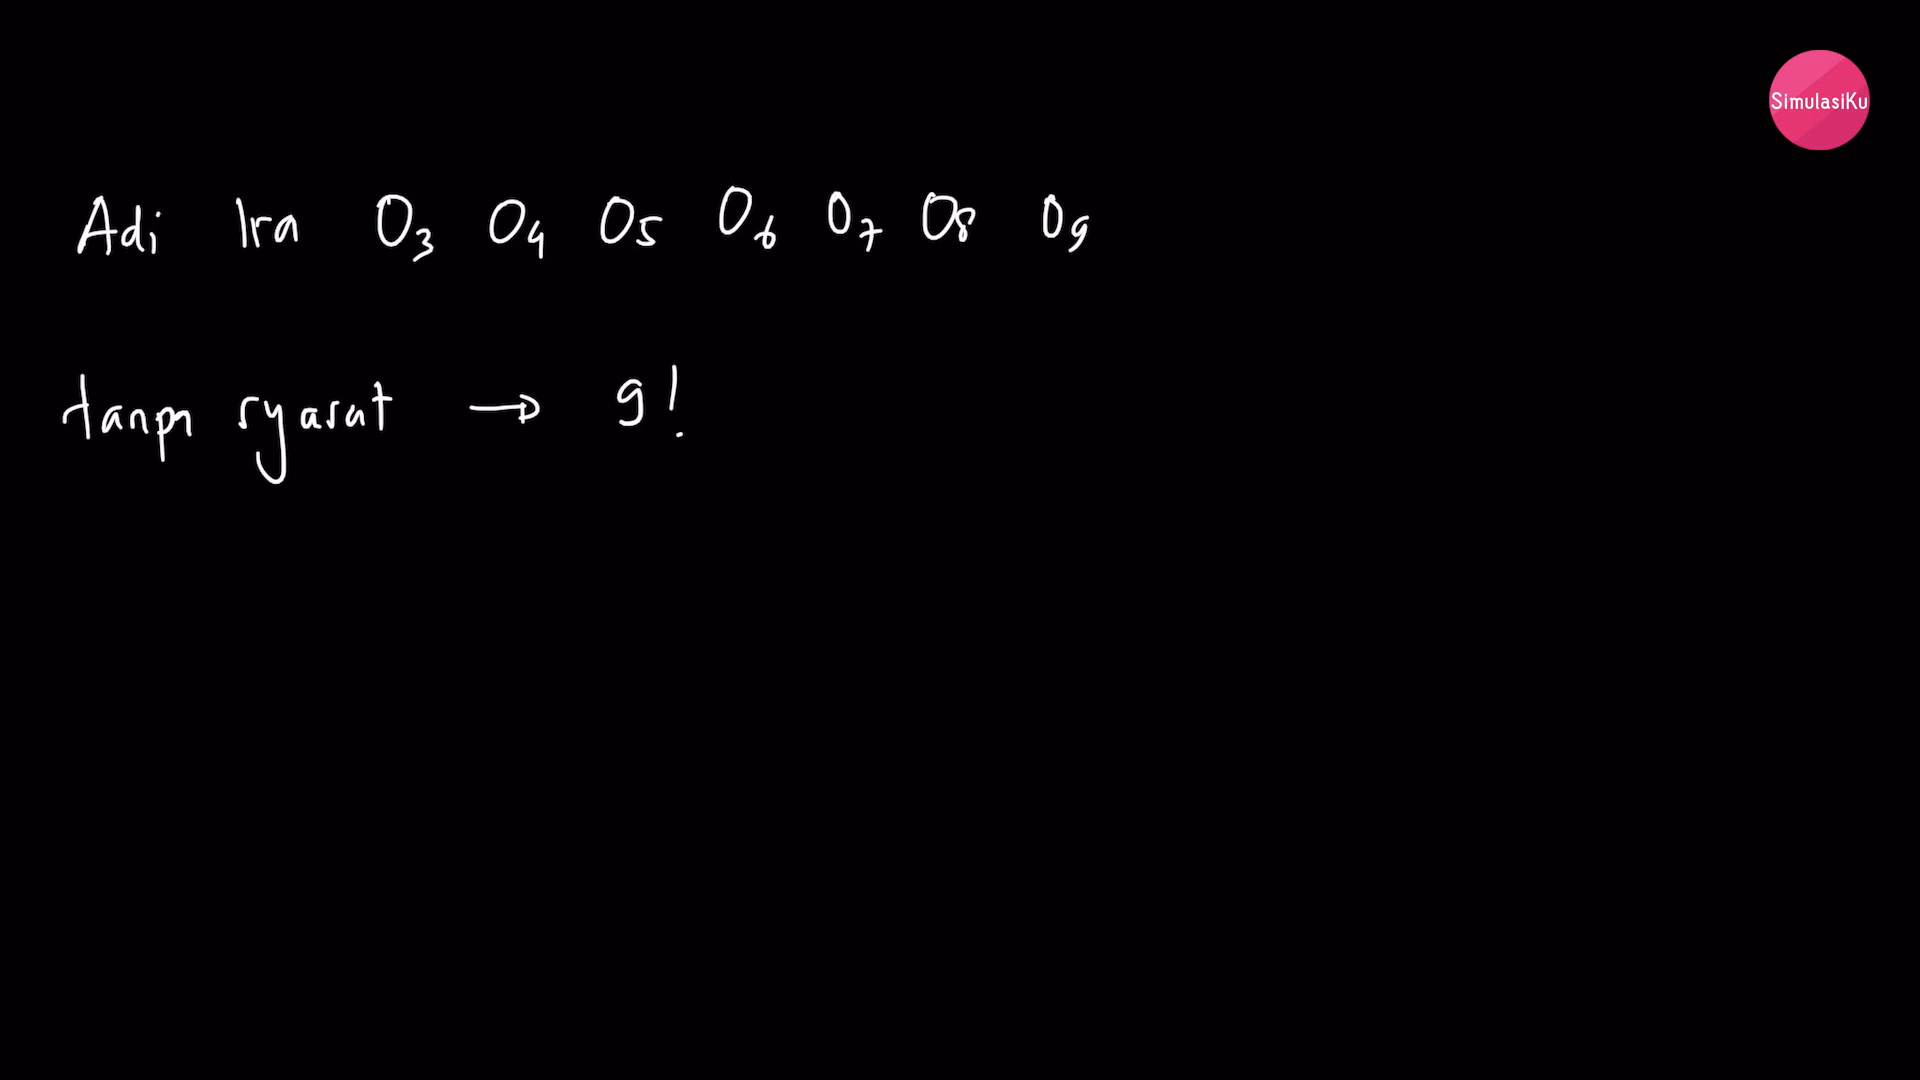 SimulasiKu
Adi Ira O3 O4 O5 O6 O7 O8 O9
tanpa syarat → 9!